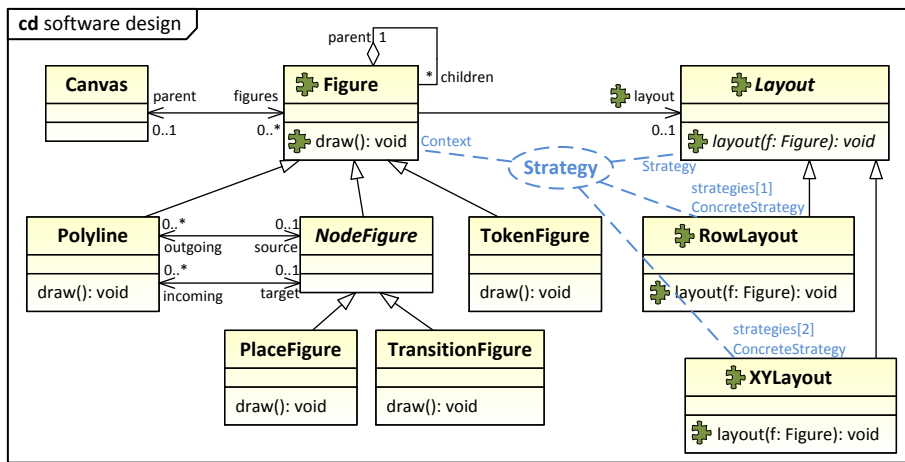 cd software design
parent 1
* children
Canvas
parent
figures
0..1
0..*
Figure
draw(): void
layout
0..1
Layout
layout(f: Figure): void
Context
Strategy
Strategy
strategies[1]
ConcreteStrategy
Polyline
draw(): void
0..*
0..1
outgoing
source
0..*
0..1
incoming
target
NodeFigure
TokenFigure
draw(): void
RowLayout
layout(f: Figure): void
strategies[2]
ConcreteStrategy
PlaceFigure
draw(): void
TransitionFigure
draw(): void
XYLayout
layout(f: Figure): void